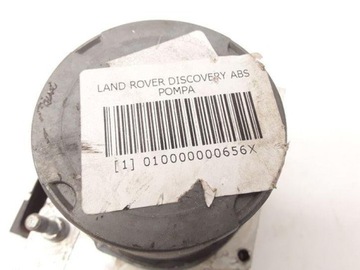 LAND ROVER DISCOVERY ABS
POMPA
[1] 010000000656X